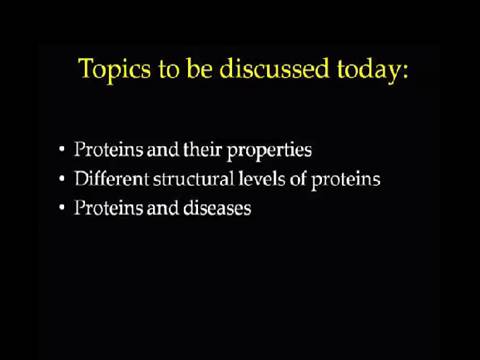 Topics to be discussed today:
• Proteins and their properties
• Different structural levels of proteins
• Proteins and diseases